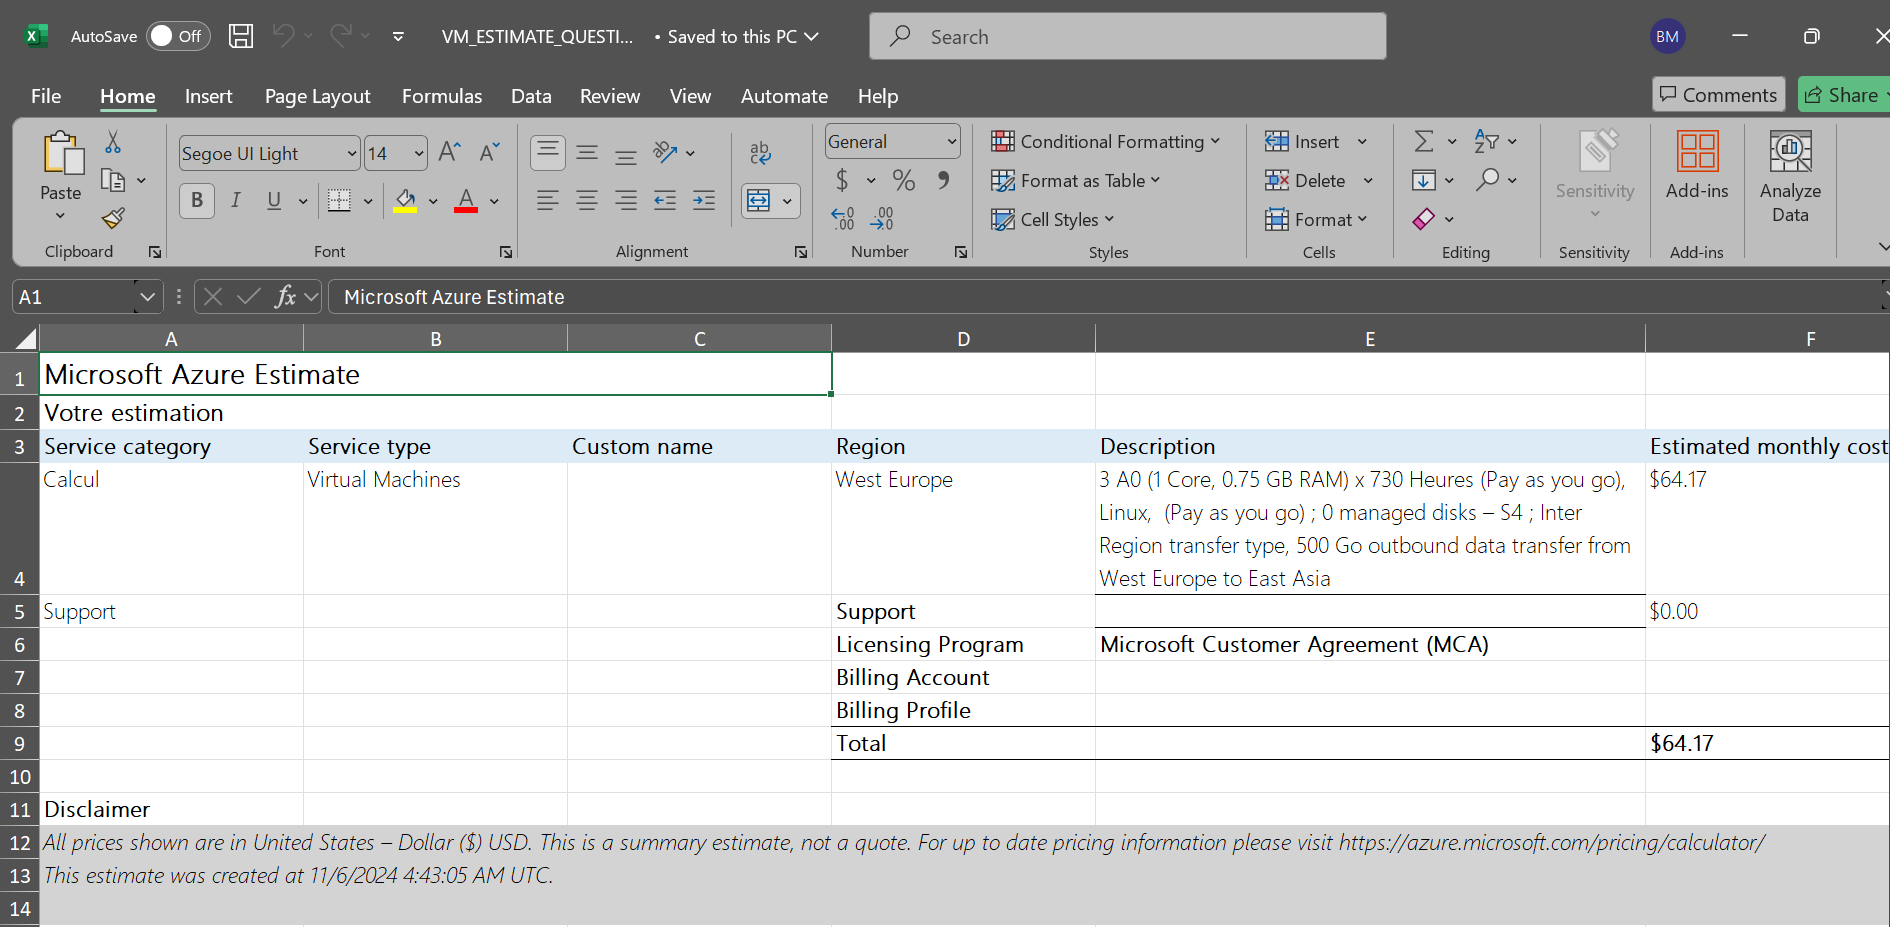 AutoSave Off VM_ESTIMATE_QUESTI... • Saved to this PC Search BM
File Home Insert Page Layout Formulas Data Review View Automate Help Comments Share
Paste
Clipboard
Segoe UI Light 14
B I U A
Font
ab
Alignment
General
$ % 9
Number
Conditional Formatting
Format as Table
Cell Styles
Styles
Insert
Delete
Format
Cells
Editing
Sensitivity
Sensitivity
Add-ins
Add-ins
Analyze
Data
A1 fx Microsoft Azure Estimate
A B C D E F
1 Microsoft Azure Estimate
2 Votre estimation
3 Service category Service type Custom name Region Description Estimated monthly cost
4 Calcul Virtual Machines West Europe 3 A0 (1 Core, 0.75 GB RAM) x 730 Heures (Pay as you go), $64.17
Linux,  (Pay as you go) ; 0 managed disks – S4 ; Inter
Region transfer type, 500 Go outbound data transfer from
West Europe to East Asia
5 Support Support $0.00
6 Licensing Program Microsoft Customer Agreement (MCA)
7 Billing Account
8 Billing Profile
9 Total $64.17
10
11 Disclaimer
12 All prices shown are in United States – Dollar ($) USD. This is a summary estimate, not a quote. For up to date pricing information please visit https://azure.microsoft.com/pricing/calculator/
13 This estimate was created at 11/6/2024 4:43:05 AM UTC.
14